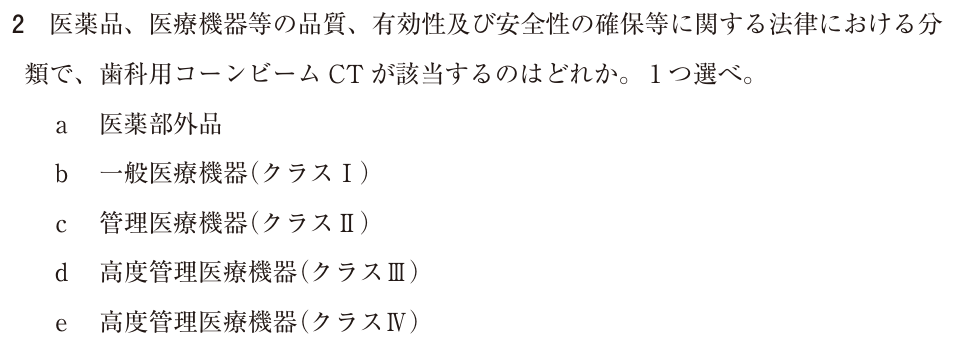 2 医薬品、医療機器等の品質、有効性及び安全性の確保等に関する法律における分
類で、歯科用コーンビーム CT が該当するのはどれか。1つ選べ。
a 医薬部外品
b 一般医療機器(クラスⅠ)
c 管理医療機器(クラスⅡ)
d 高度管理医療機器(クラスⅢ)
e 高度管理医療機器(クラスⅣ)